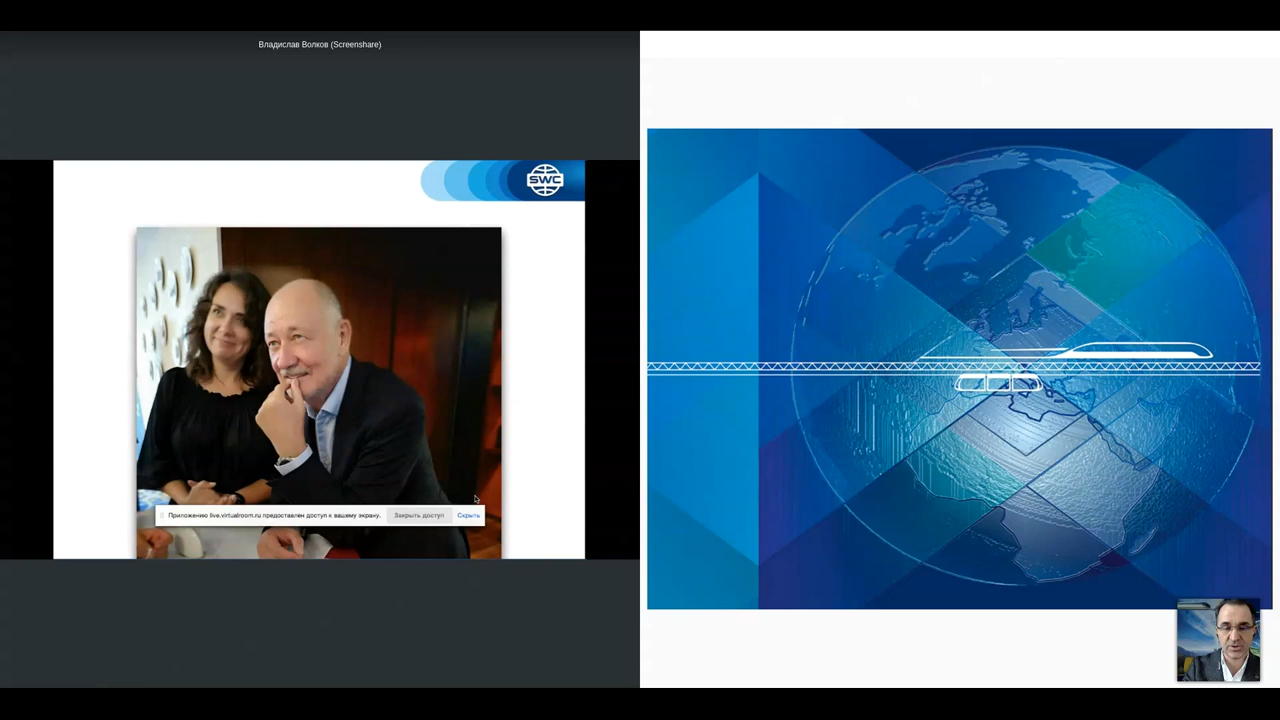 Владислав Волков (Screenshare)
SWC
Приложению live.virtualroom.ru предоставлен доступ к вашему экрану. Закрыть доступ Скрыть